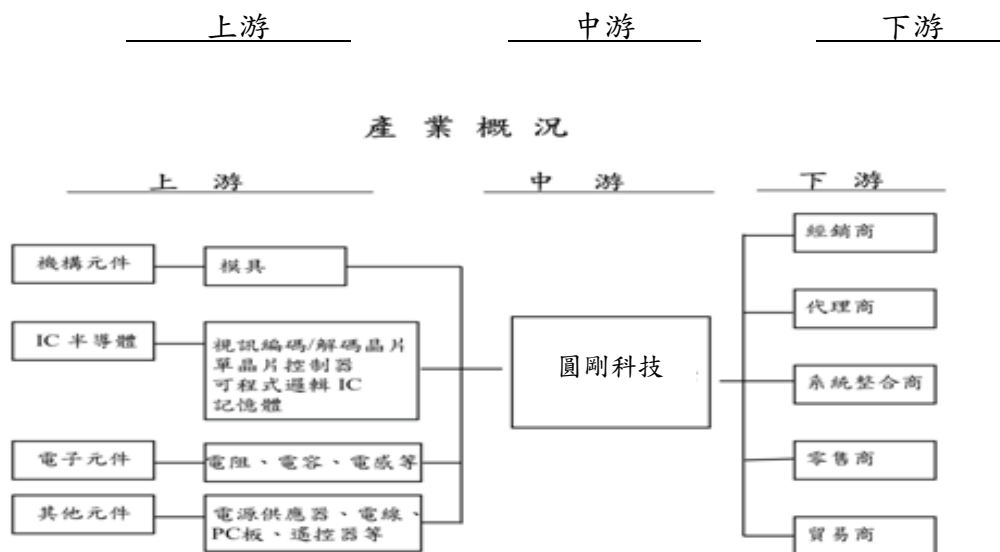 上游 中游 下游
產業概況
上游 中游 下游
機構元件
模具
IC 半導體
視訊編碼/解碼晶片
單晶片控制器
可程式邏輯 IC
記憶體
電子元件
電阻、電容、電感等
其他元件
電源供應器、電線、
PC板、遙控器等
圓剛科技
經銷商
代理商
系統整合商
零售商
貿易商